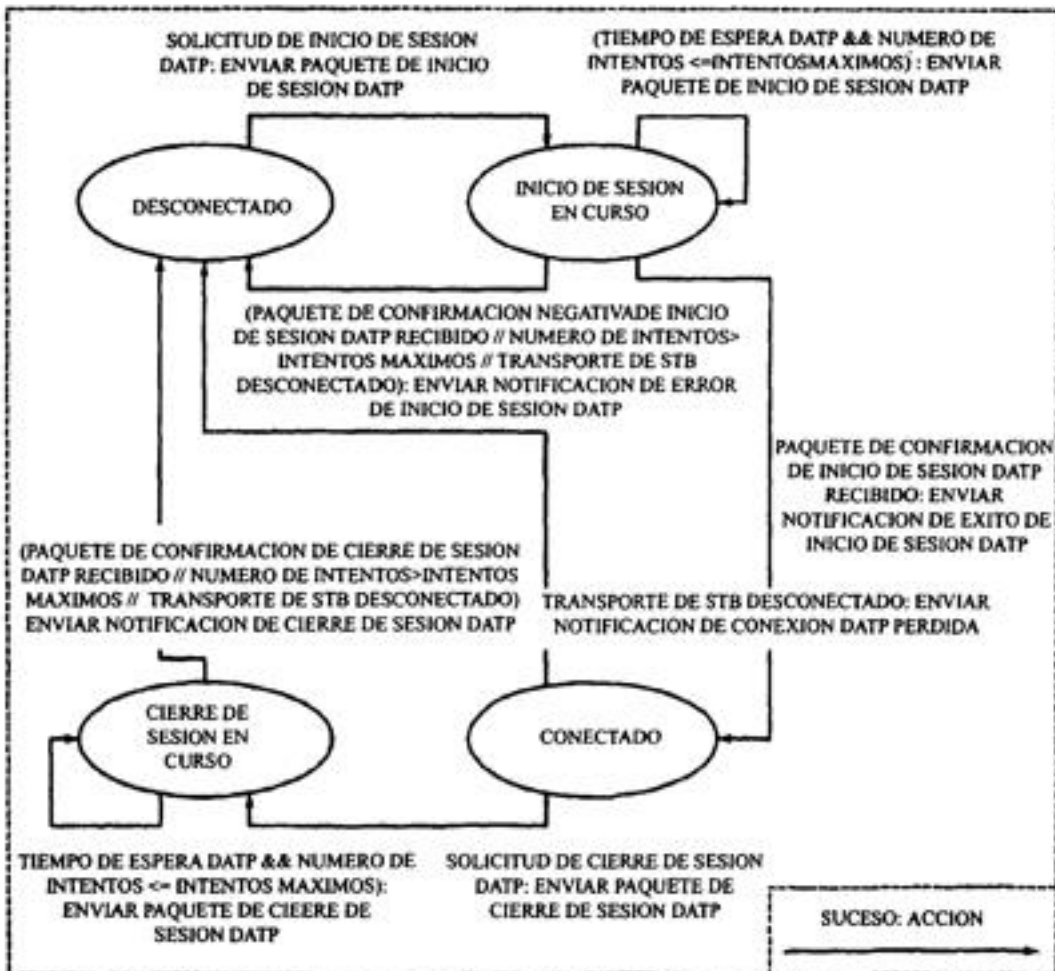 SOLICITUD DE INICIO DE SESION
DATP: ENVIAR PAQUETE DE INICIO
DE SESION DATP
(TIEMPO DE ESPERA DATP && NUMERO DE
INTENTOS <=INTENTOSMAXIMOS) : ENVIAR
PAQUETE DE INICIO DE SESION DATP
DESCONECTADO
INICIO DE SESION
EN CURSO
(PAQUETE DE CONFIRMACION NEGATIVADE INICIO
DE SESION DATP RECIBIDO // NUMERO DE INTENTOS>
INTENTOS MAXIMOS // TRANSPORTE DE STB
DESCONECTADO): ENVIAR NOTIFICACION DE ERROR
DE INICIO DE SESION DATP
PAQUETE DE CONFIRMACION
DE INICIO DE SESION DATP
RECIBIDO: ENVIAR
NOTIFICACION DE EXITO DE
INICIO DE SESION DATP
(PAQUETE DE CONFIRMACION DE CIERRE DE SESION
DATP RECIBIDO // NUMERO DE INTENTOS>INTENTOS
MAXIMOS // TRANSPORTE DE STB DESCONECTADO)
ENVIAR NOTIFICACION DE CIERRE DE SESION DATP
TRANSPORTE DE STB DESCONECTADO: ENVIAR
NOTIFICACION DE CONEXION DATP PERDIDA
CIERRE DE
SESION EN
CURSO
CONECTADO
TIEMPO DE ESPERA DATP && NUMERO DE
INTENTOS <= INTENTOS MAXIMOS):
ENVIAR PAQUETE DE CIEERE DE
SESION DATP
SOLICITUD DE CIERRE DE SESION
DATP: ENVIAR PAQUETE DE
CIERRE DE SESION DATP
SUCESO: ACCION